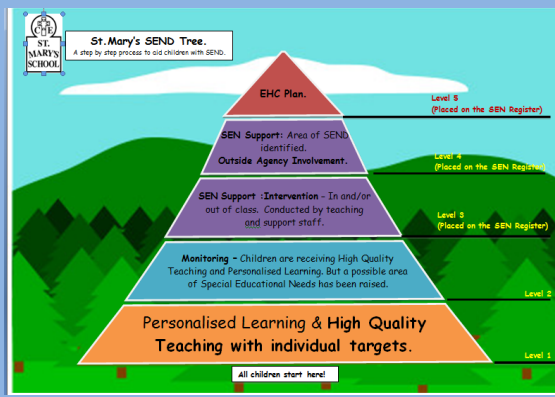 C E
ST.
MARY'S
SCHOOL
St.Mary's SEND Tree.
A step by step process to aid children with SEND.
EHC Plan.
Level 5
(Placed on the SEN Register)
SEN Support: Area of SEND
identified.
Outside Agency Involvement.
Level 4
(Placed on the SEN Register)
SEN Support :Intervention - In and/or
out of class. Conducted by teaching
and support staff.
Level 3
(Placed on the SEN Register)
Monitoring – Children are receiving High Quality
Teaching and Personalised Learning. But a possible area
of Special Educational Needs has been raised.
Level 2
Personalised Learning & High Quality
Teaching with individual targets.
Level 1
All children start here!